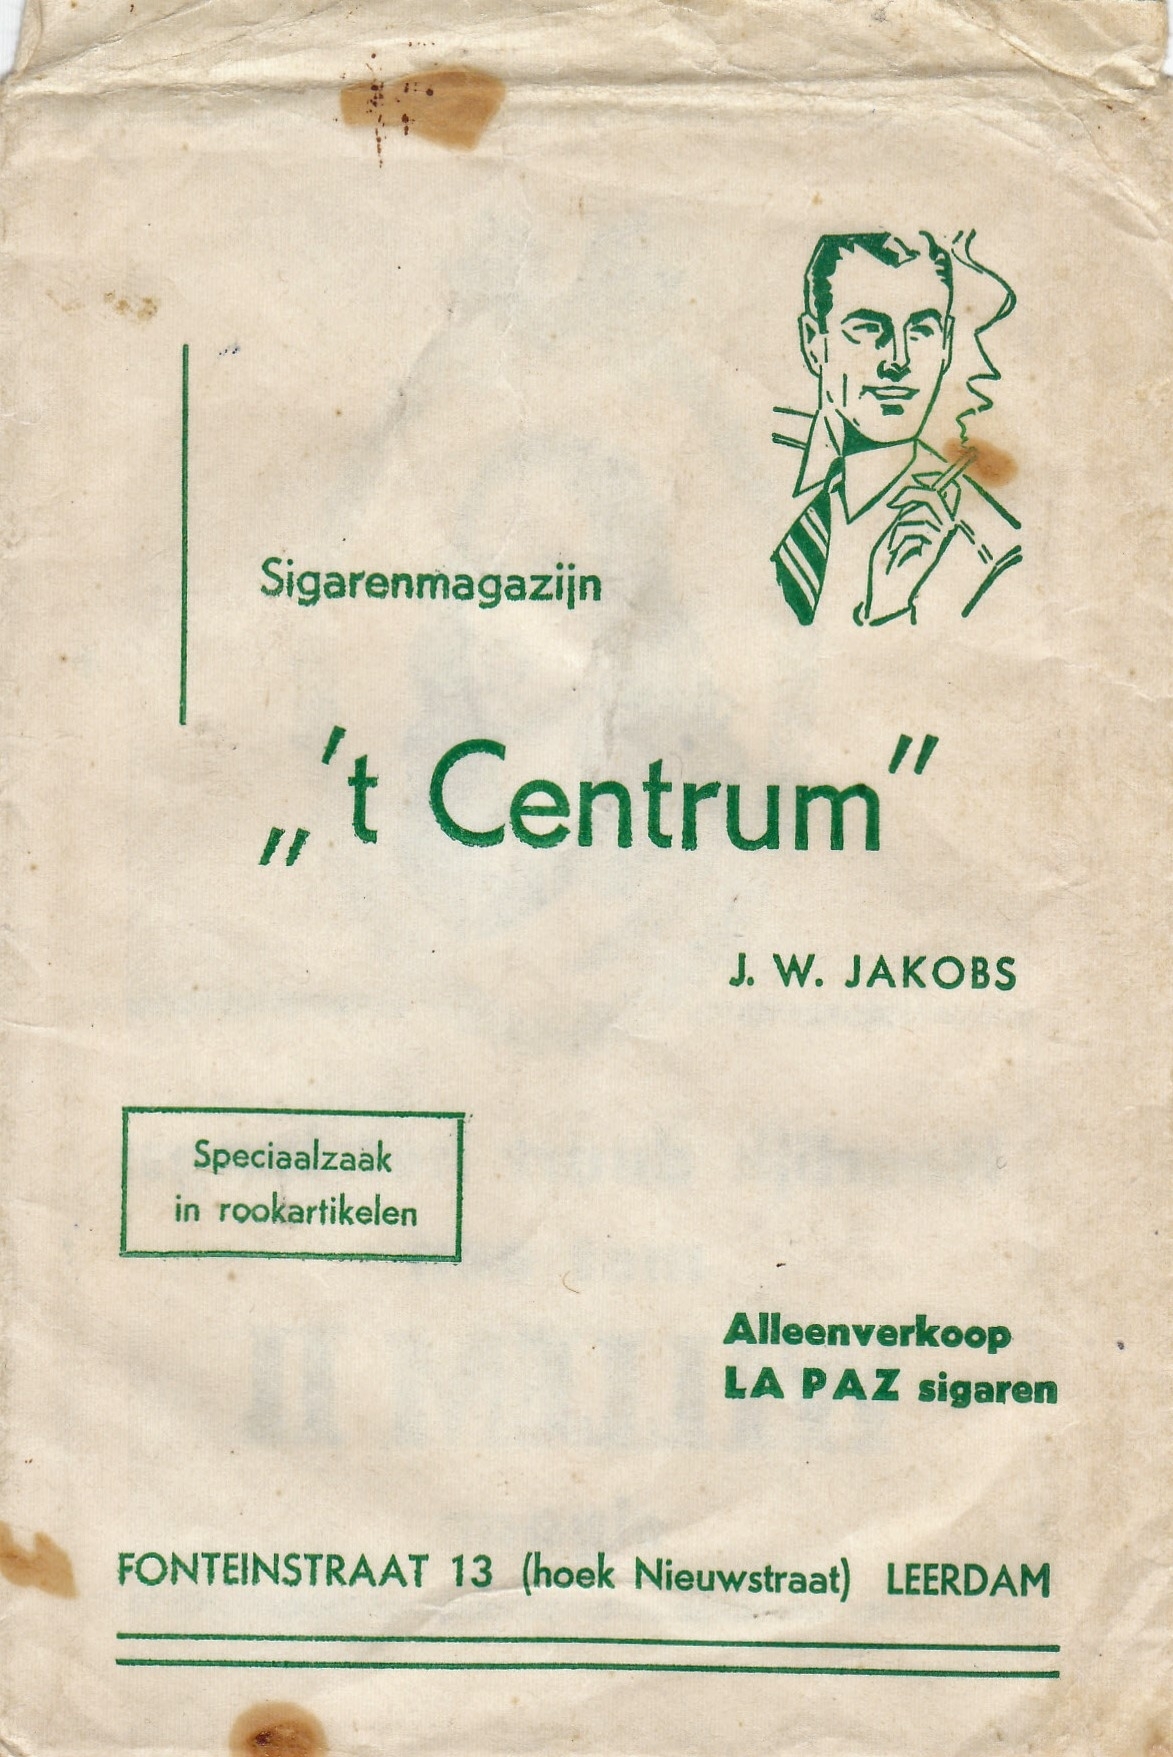 Sigarenmagazijn
„'t Centrum”
J. W. JAKOBS
Speciaalzaak
in rookartikelen
Alleenverkoop
LA PAZ sigaren
FONTEINSTRAAT 13 (hoek Nieuwstraat) LEERDAM